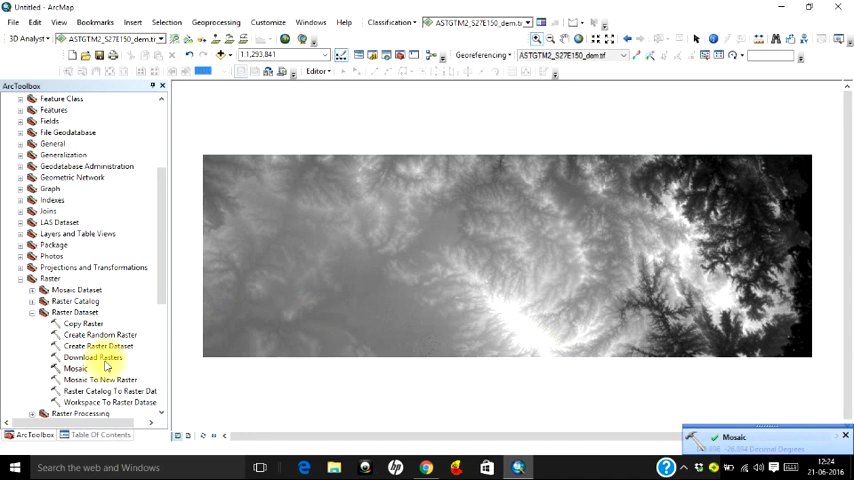 Untitled - ArcMap
File Edit View Bookmarks Insert Selection Geoprocessing Customize Windows Help
Classification ASTGTM2_S27E150_dem.tif
3D Analyst ASTGTM2_S27E150_dem.tif
1:1,293,841 Georeferencing ASTGTM2_S27E150_dem.tif
Editor
ArcToolbox
Feature Class
Features
Fields
File Geodatabase
General
Generalization
Geodatabase Administration
Geometric Network
Graph
Indexes
Joins
LAS Dataset
Layers and Table Views
Package
Photos
Projections and Transformations
Raster
Mosaic Dataset
Raster Catalog
Raster Dataset
Copy Raster
Create Random Raster
Create Raster Dataset
Download Rasters
Mosaic
Mosaic To New Raster
Raster Catalog To Raster Dat
Workspace To Raster Datase
Raster Processing
ArcToolbox Table Of Contents
Mosaic
Decimal Degrees
Search the web and Windows
12:24
21-06-2016